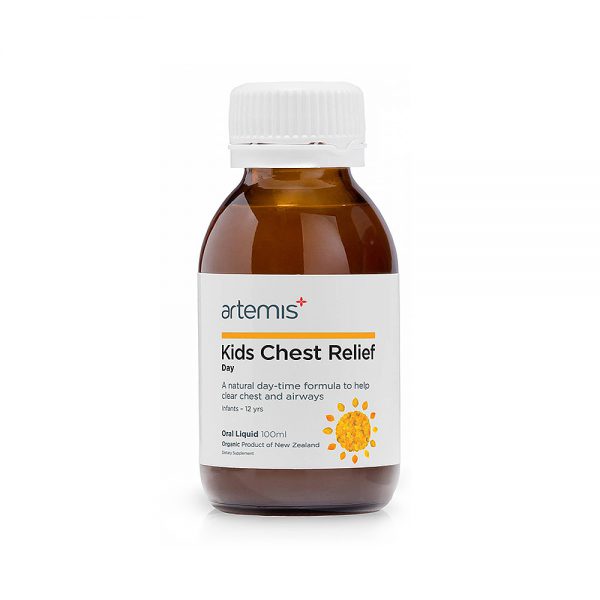 artemis+
Kids Chest Relief
Day
A natural day-time formula to help
clear chest and airways
Infants - 12 yrs
Oral Liquid 100ml
Organic Product of New Zealand
Dietary Supplement